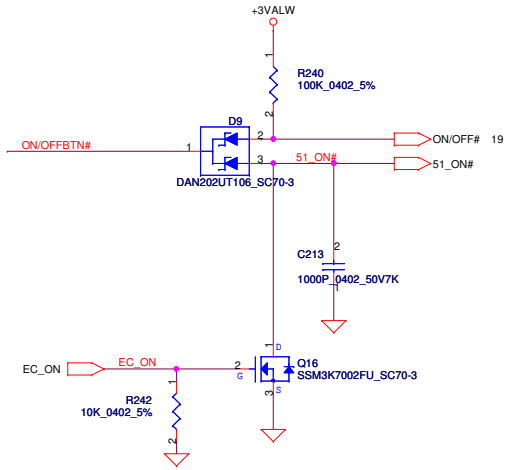 +3VALW
1
R240
100K_0402_5%
2
D9
ON/OFFBTN#
1
2
ON/OFF# 19
3
51_ON#
51_ON#
DAN202UT106_SC70-3
2
C213
1000P_0402_50V7K
1
1
D
Q16
EC_ON
EC_ON
2
G
SSM3K7002FU_SC70-3
S
3
1
R242
10K_0402_5%
2